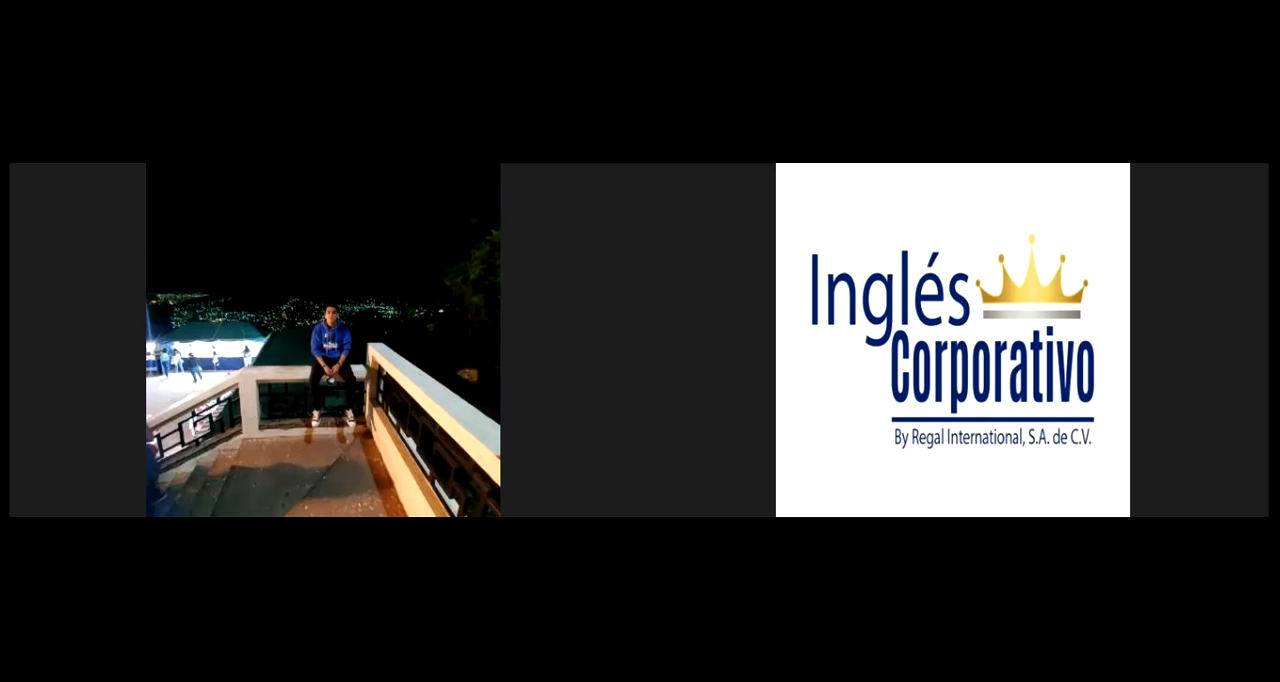 Inglés
Corporativo
By Regal International, S.A. de C.V.